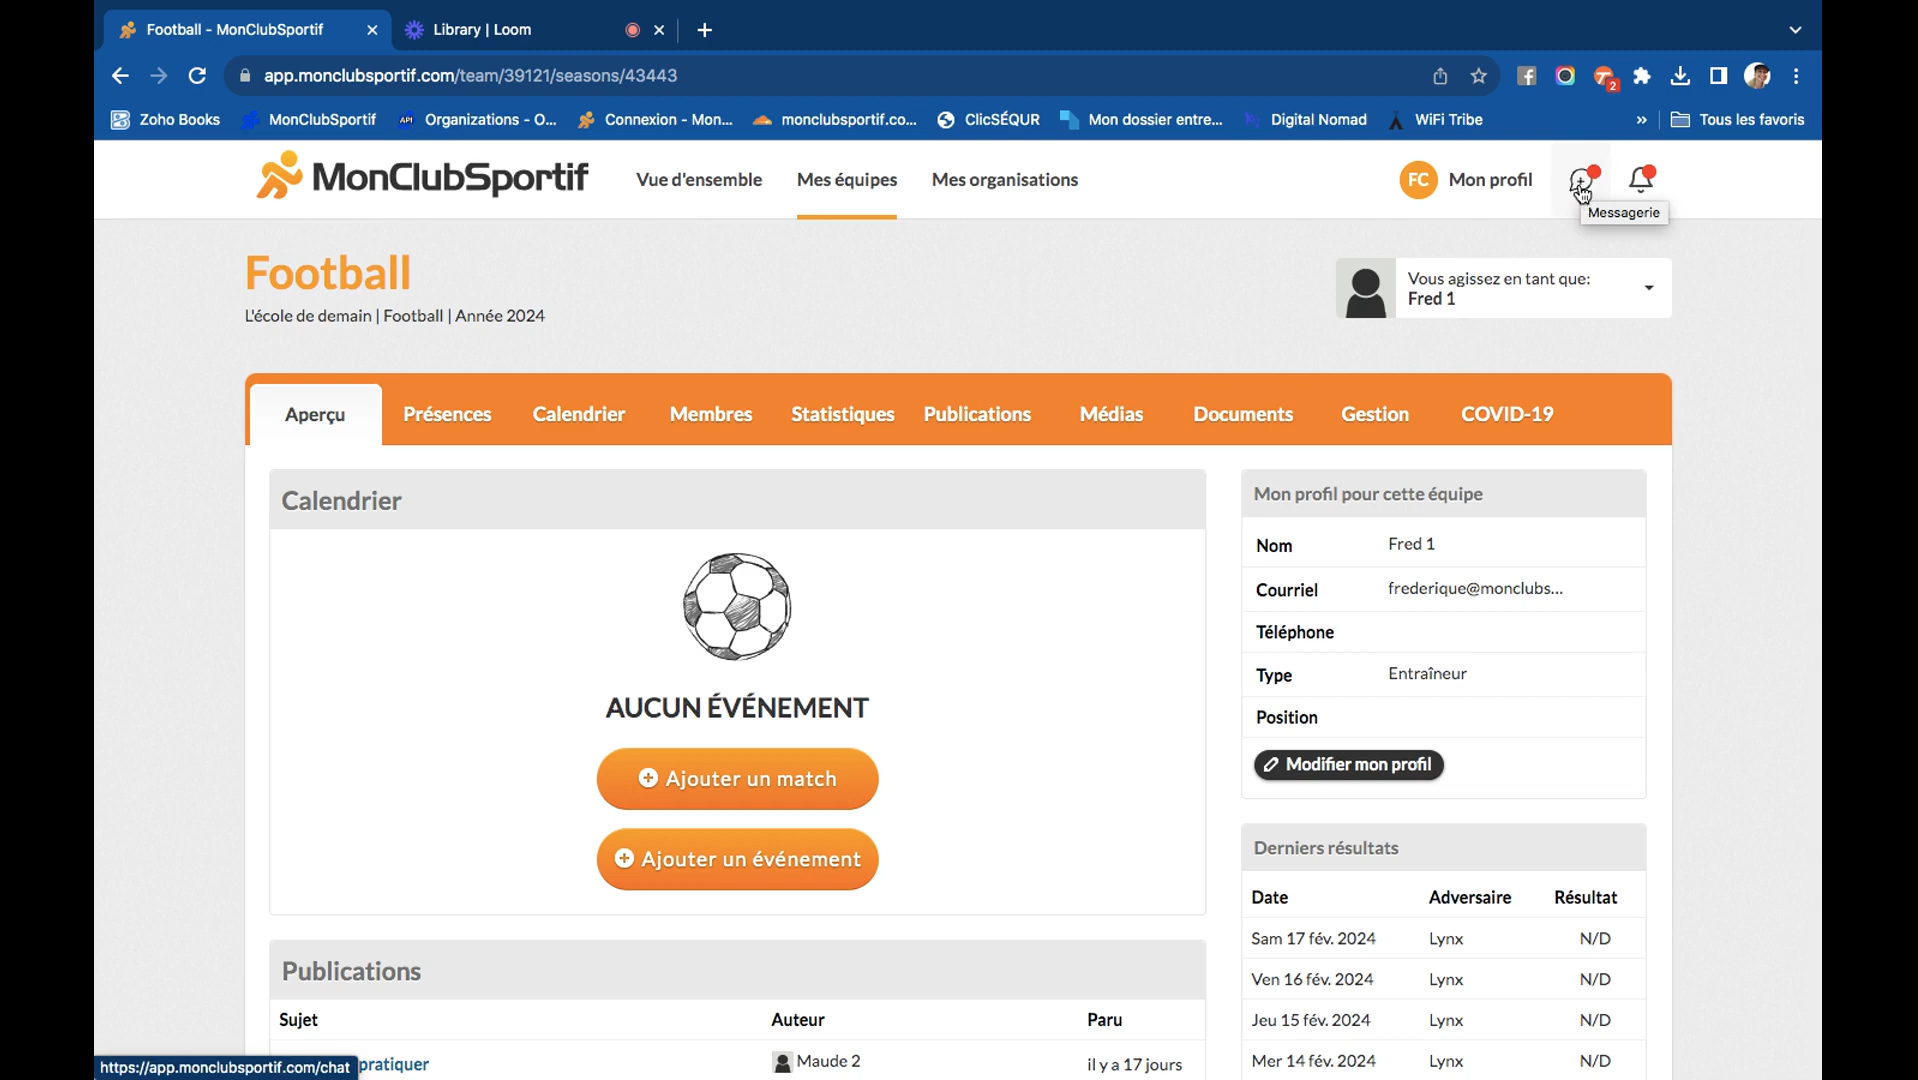 Football - MonClubSportif
Library | Loom
app.monclubsportif.com/team/39121/seasons/43443
2
Zoho Books
MonClubSportif
API Organizations - O...
Connexion - Mon...
monclubsportif.co...
ClicSÉQUR
Mon dossier entre...
Digital Nomad
WiFi Tribe
»
Tous les favoris
MonClubSportif
Vue d'ensemble
Mes équipes
Mes organisations
FC
Mon profil
Messagerie
Football
L'école de demain | Football | Année 2024
Vous agissez en tant que:
Fred 1
Aperçu
Présences
Calendrier
Membres
Statistiques
Publications
Médias
Documents
Gestion
COVID-19
Calendrier
AUCUN ÉVÉNEMENT
Ajouter un match
Ajouter un événement
Mon profil pour cette équipe
Nom Fred 1
Courriel frederique@monclubs...
Téléphone
Type Entraîneur
Position
Modifier mon profil
Derniers résultats
Date Adversaire Résultat
Sam 17 fév. 2024 Lynx N/D
Ven 16 fév. 2024 Lynx N/D
Jeu 15 fév. 2024 Lynx N/D
Mer 14 fév. 2024 Lynx N/D
Publications
Sujet Auteur Paru
pratiquer Maude 2 il y a 17 jours
https://app.monclubsportif.com/chat